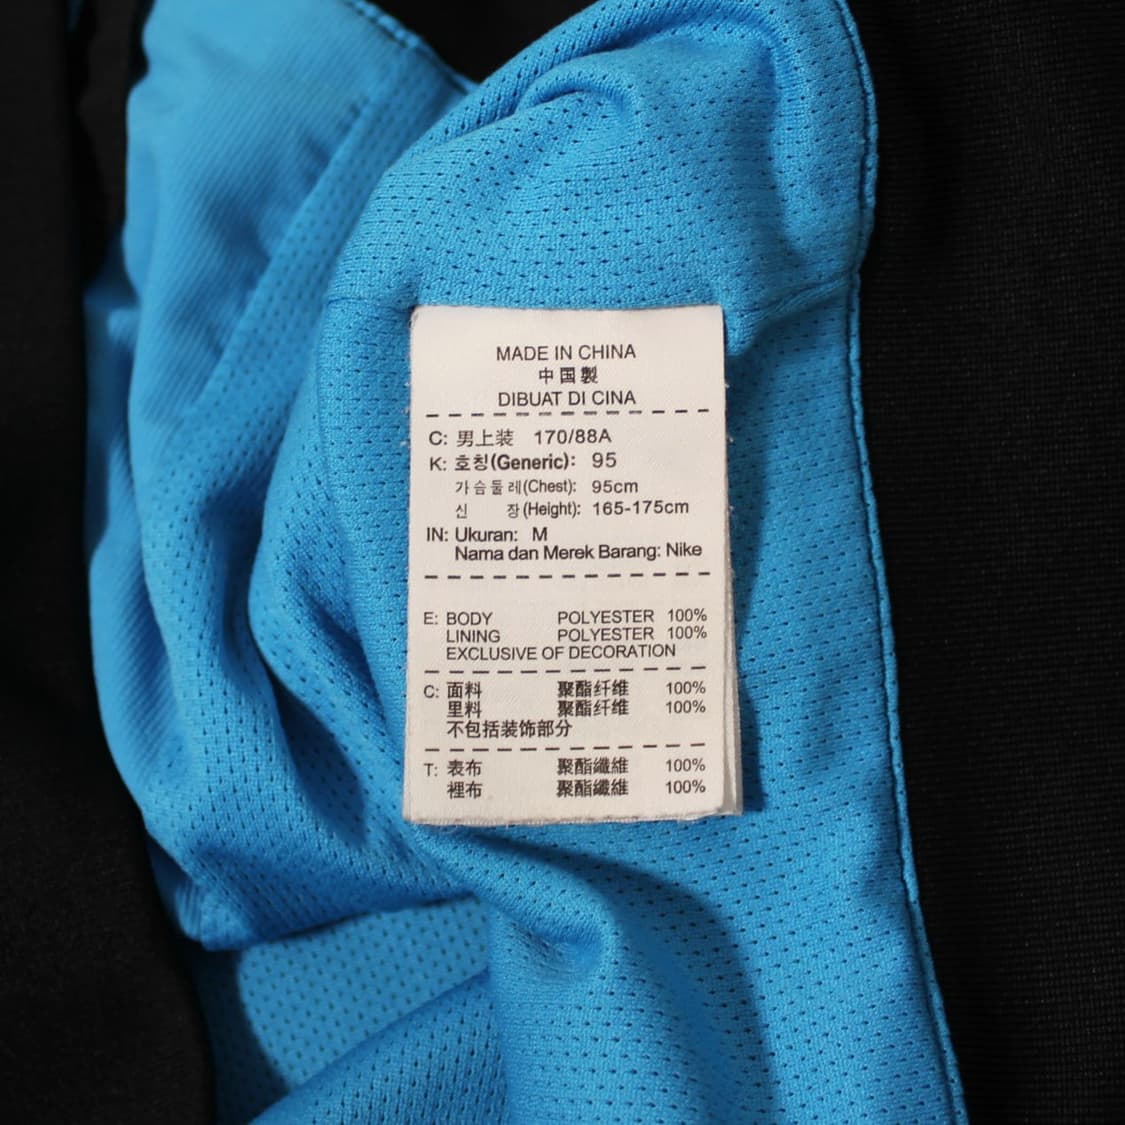 MADE IN CHINA
中国製
DIBUAT DI CINA
C: 男上装 170/88A
K: 호칭(Generic): 95
가슴둘레(Chest): 95cm
신 장(Height): 165-175cm
IN: Ukuran: M
Nama dan Merek Barang: Nike
E: BODY POLYESTER 100%
LINING POLYESTER 100%
EXCLUSIVE OF DECORATION
C: 面料 聚酯纤维 100%
里料 聚酯纤维 100%
不包括装饰部分
T: 表布 聚酯纖維 100%
裡布 聚酯纖維 100%